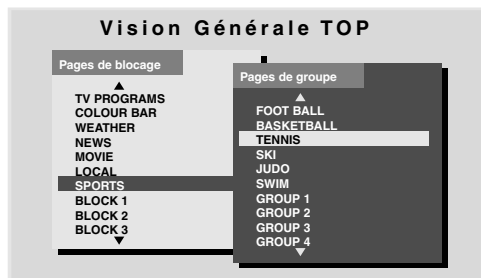 Vision Générale TOP
Pages de blocage
TV PROGRAMS
COLOUR BAR
WEATHER
NEWS
MOVIE
LOCAL
SPORTS
BLOCK 1
BLOCK 2
BLOCK 3
Pages de groupe
FOOT BALL
BASKETBALL
TENNIS
SKI
JUDO
SWIM
GROUP 1
GROUP 2
GROUP 3
GROUP 4